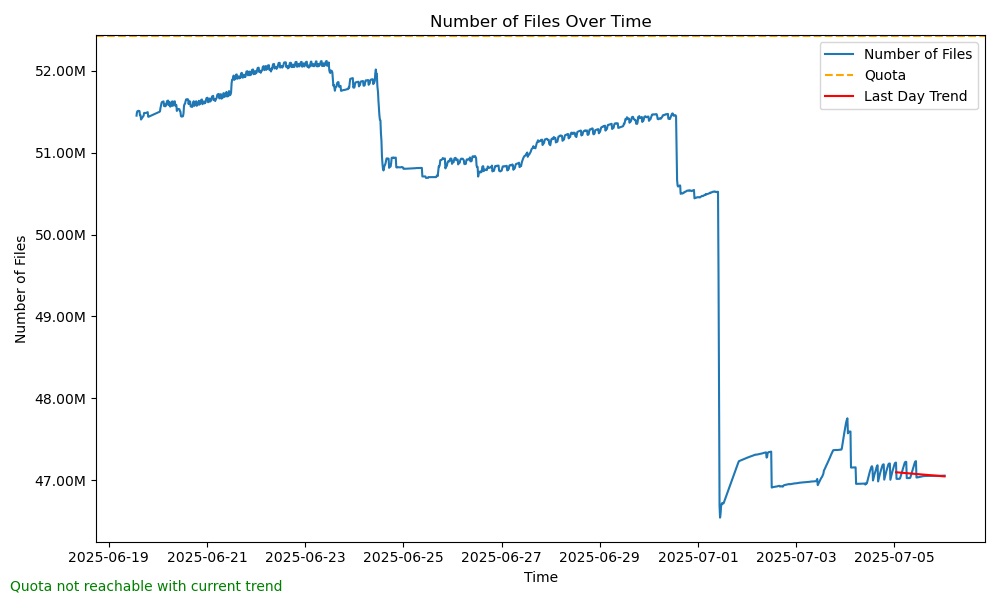 Number of Files Over Time
Number of Files
Quota
Last Day Trend
52.00M
51.00M
50.00M
49.00M
48.00M
47.00M
Number of Files
2025-06-19
2025-06-21
2025-06-23
2025-06-25
2025-06-27
2025-06-29
2025-07-01
2025-07-03
2025-07-05
Time
Quota not reachable with current trend